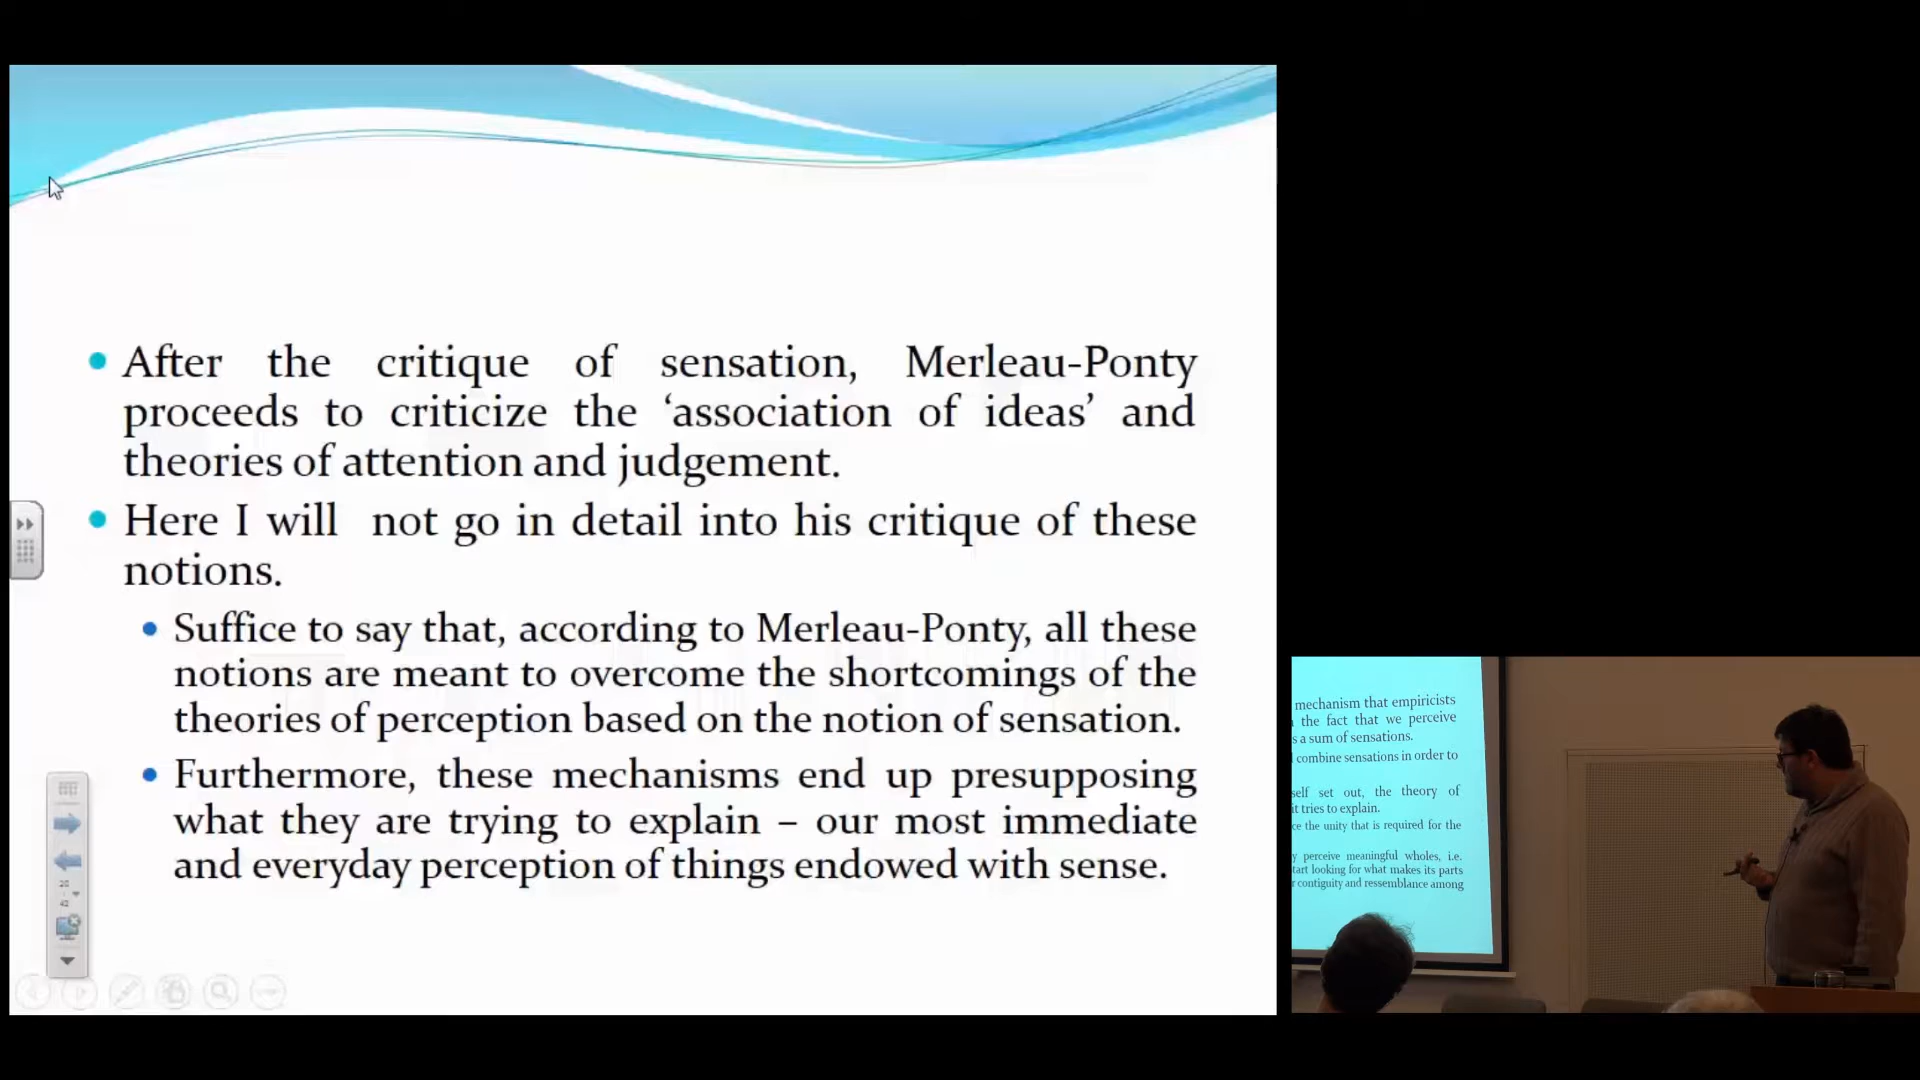 After the critique of sensation, Merleau-Ponty
proceeds to criticize the ‘association of ideas’ and
theories of attention and judgement.
Here I will not go in detail into his critique of these
notions.
Suffice to say that, according to Merleau-Ponty, all these
notions are meant to overcome the shortcomings of the
theories of perception based on the notion of sensation.
Furthermore, these mechanisms end up presupposing
what they are trying to explain – our most immediate
and everyday perception of things endowed with sense.
mechanism that empiricists
the fact that we perceive
s a sum of sensations.
combine sensations in order to
self set out, the theory of
it tries to explain.
ce the unity that is required for the
y perceive meaningful wholes, i.e.
tart looking for what makes its parts
r contiguity and ressemblance among